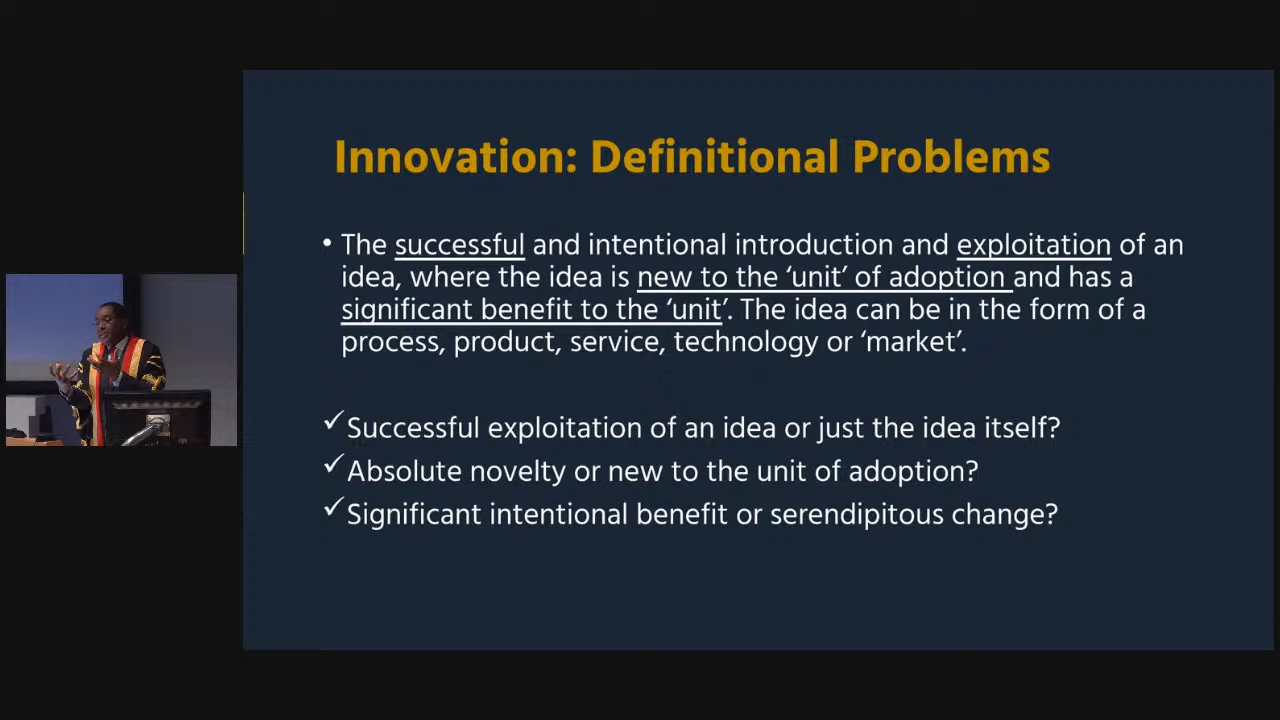 Innovation: Definitional Problems
• The successful and intentional introduction and exploitation of an
idea, where the idea is new to the ‘unit’ of adoption and has a
significant benefit to the ‘unit’. The idea can be in the form of a
process, product, service, technology or ‘market’.
✓Successful exploitation of an idea or just the idea itself?
✓Absolute novelty or new to the unit of adoption?
✓Significant intentional benefit or serendipitous change?